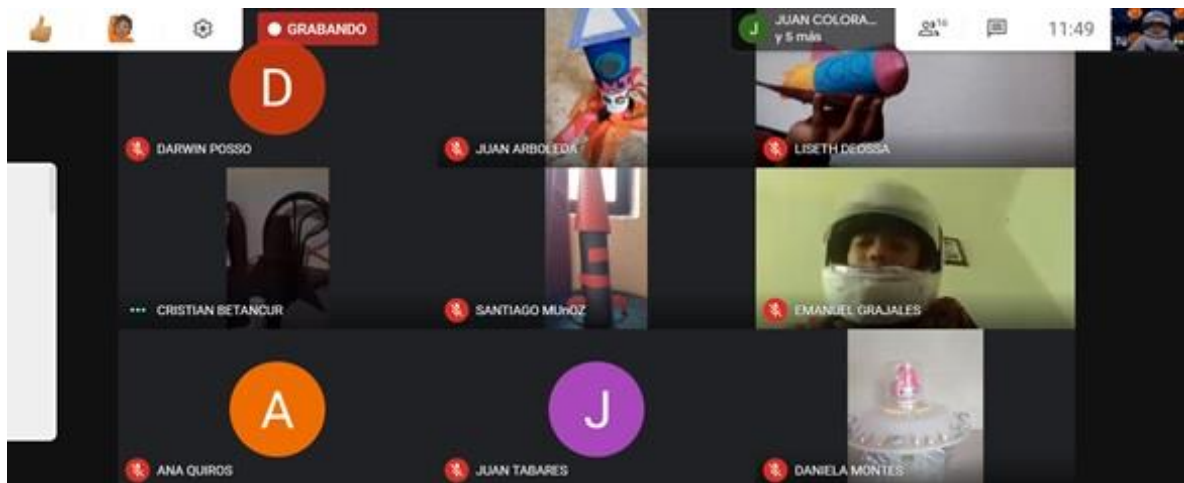 GRABANDO
J
JUAN COLORA...
y 5 más
16
11:49
D
DARWIN POSSO
JUAN ARBOLEDA
LISETH DEOSSA
CRISTIAN BETANCUR
SANTIAGO MUnOZ
EMANUEL GRAJALES
A
ANA QUIROS
J
JUAN TABARES
DANIELA MONTES